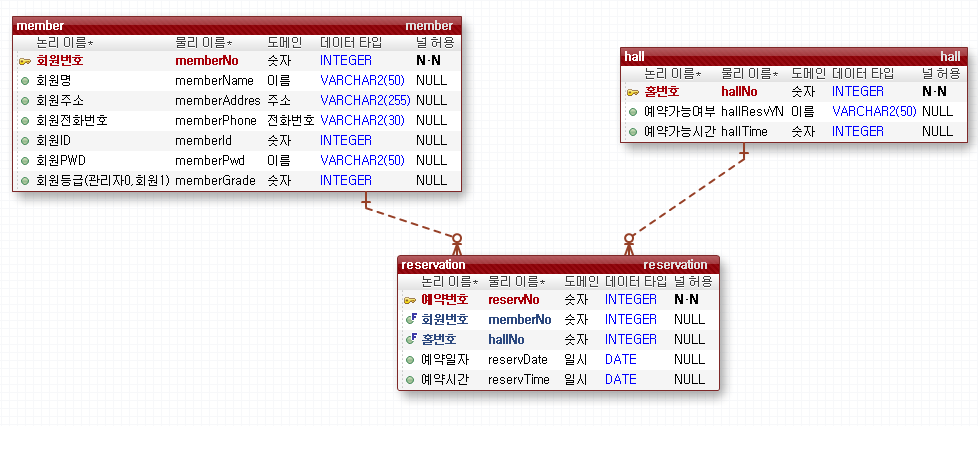 member member
논리 이름* 물리 이름* 도메인 데이터 타입 널 허용
회원번호 memberNo 숫자 INTEGER N·N
회원명 memberName 이름 VARCHAR2(50) NULL
회원주소 memberAddres 주소 VARCHAR2(255) NULL
회원전화번호 memberPhone 전화번호 VARCHAR2(30) NULL
회원ID memberId 숫자 INTEGER NULL
회원PWD memberPwd 이름 VARCHAR2(50) NULL
회원등급(관리자0,회원1) memberGrade 숫자 INTEGER NULL
hall hall
논리 이름* 물리 이름* 도메인 데이터 타입 널 허용
홀번호 hallNo 숫자 INTEGER N·N
예약가능여부 hallResvYN 이름 VARCHAR2(50) NULL
예약가능시간 hallTime 숫자 INTEGER NULL
reservation reservation
논리 이름* 물리 이름* 도메인 데이터 타입 널 허용
예약번호 reservNo 숫자 INTEGER N·N
F 회원번호 memberNo 숫자 INTEGER NULL
F 홀번호 hallNo 숫자 INTEGER NULL
예약일자 reservDate 일시 DATE NULL
예약시간 reservTime 일시 DATE NULL